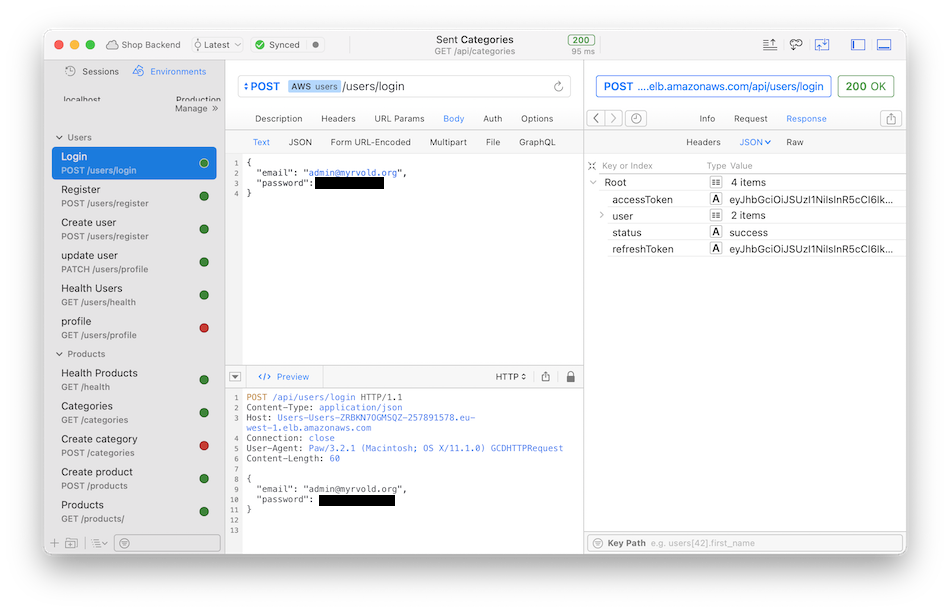 Shop Backend
Latest
Synced
Sent Categories
GET /api/categories
200
95 ms
Sessions
Environments
localhost
Production
Manage »
Users
Login
POST /users/login
Register
POST /users/register
Create user
POST /users/register
update user
PATCH /users/profile
Health Users
GET /users/health
profile
GET /users/profile
Products
Health Products
GET /health
Categories
GET /categories
Create category
POST /categories
Create product
POST /products
Products
GET /products/
POST AWS users /users/login
Description Headers URL Params Body Auth Options
Text JSON Form URL-Encoded Multipart File GraphQL
1 {
2 "email": "admin@myrvold.org",
3 "password":
4 }
</> Preview
HTTP
1 POST /api/users/login HTTP/1.1
2 Content-Type: application/json
3 Host: Users-Users-ZRBKN7OGMSQZ-257891578.eu-
west-1.elb.amazonaws.com
4 Connection: close
5 User-Agent: Paw/3.2.1 (Macintosh; OS X/11.1.0) GCDHTTPRequest
6 Content-Length: 60
7
8 {
9 "email": "admin@myrvold.org",
10 "password":
11 }
12
13
POST ....elb.amazonaws.com/api/users/login
200 OK
Info Request Response
Headers JSON Raw
Key or Index Type Value
Root 4 items
accessToken A eyJhbGciOiJSUzI1NiIsInR5cCI6Ik...
user 2 items
status A success
refreshToken A eyJhbGciOiJSUzI1NiIsInR5cCI6Ik...
Key Path e.g. users[42].first_name